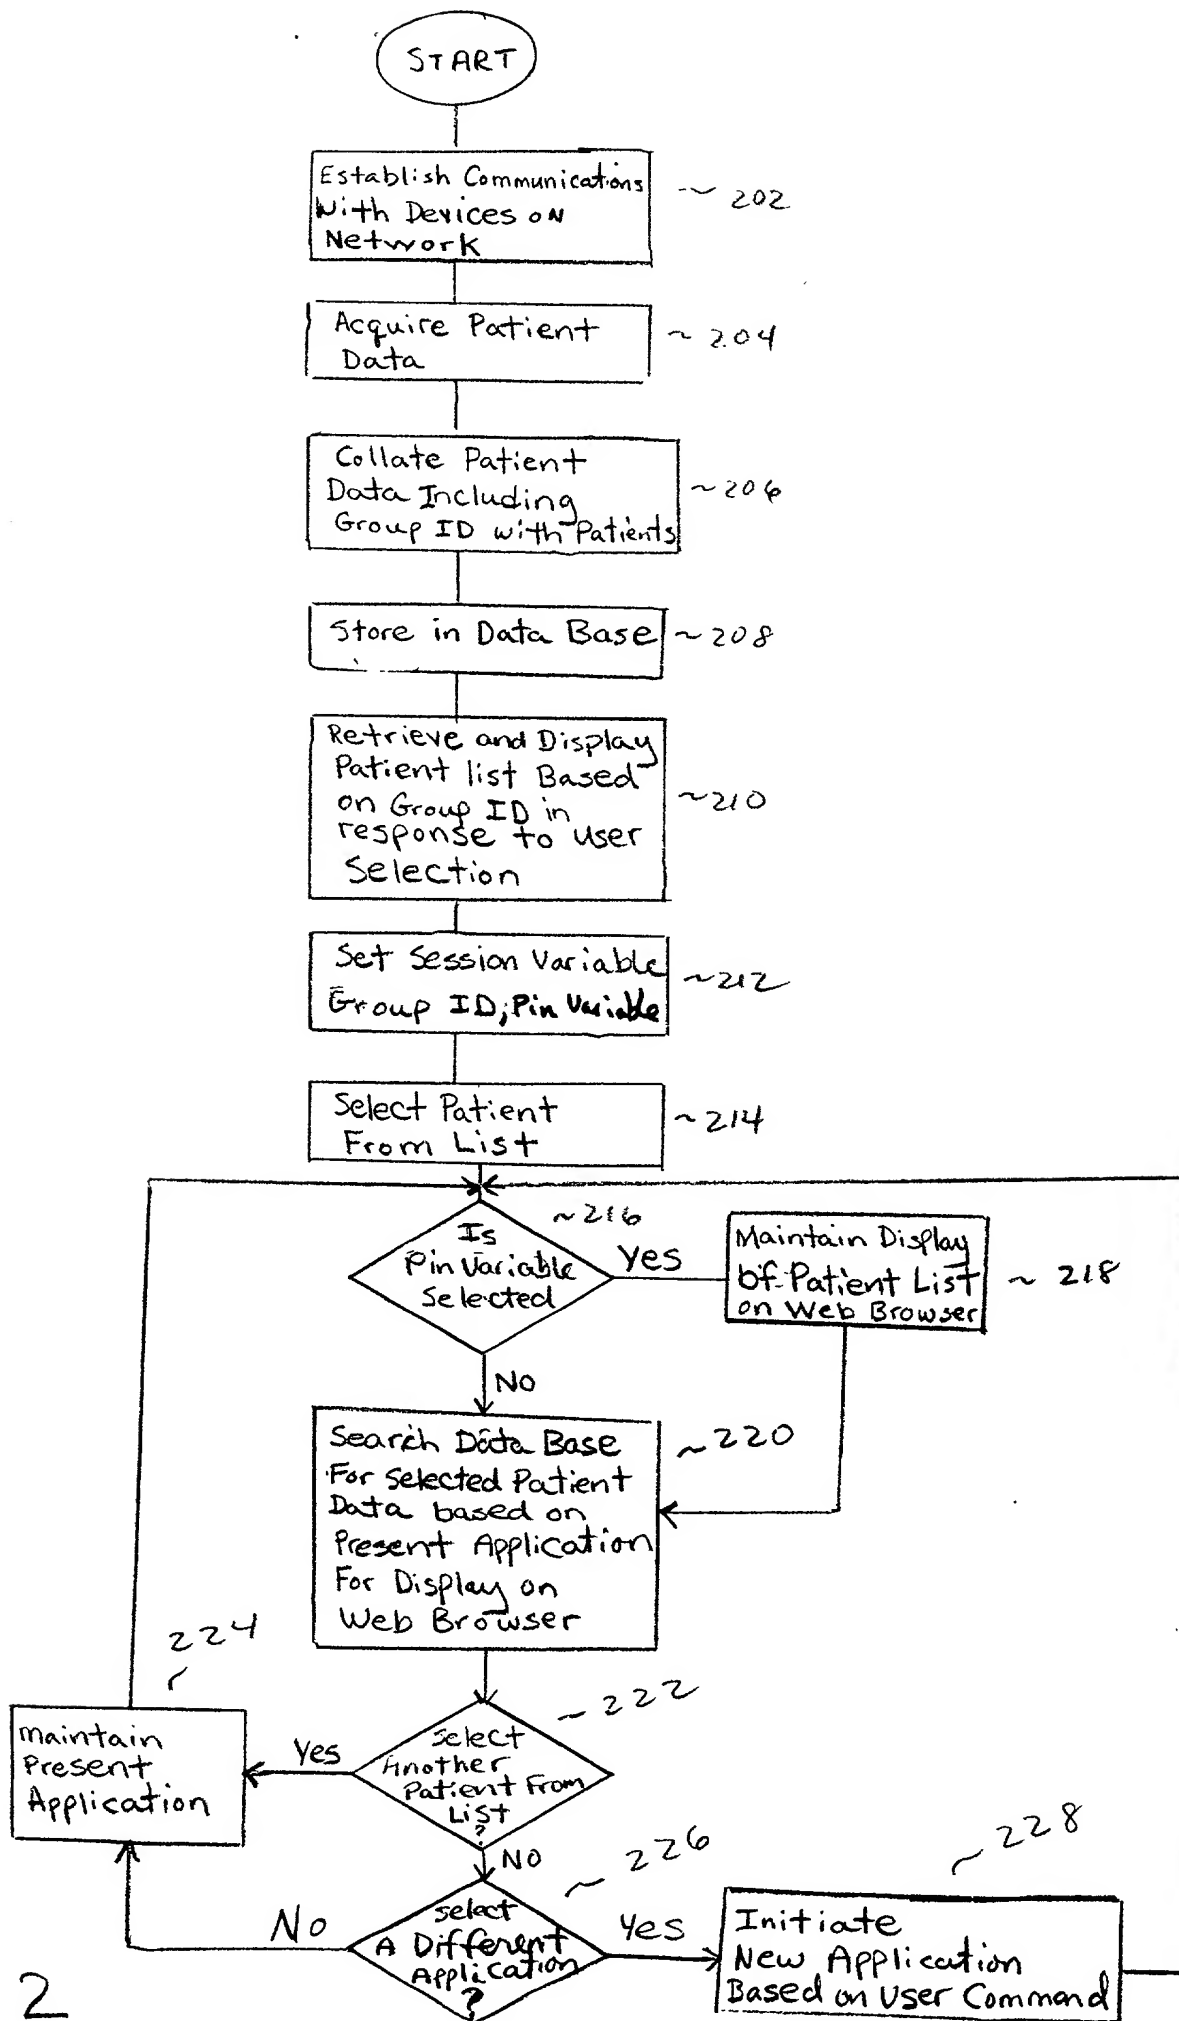 START
Establish Communications
With Devices on
Network
~ 202
Acquire Patient
Data
~ 204
Collate Patient
Data Including
Group ID with Patients
~ 206
Store in Data Base
~ 208
Retrieve and Display
Patient list Based
on Group ID in
response to user
Selection
~ 210
Set Session Variable
Group ID; Pin Variable
~ 212
Select Patient
From List
~ 214
~ 216
Is
Pin Variable
Selected
Yes
Maintain Display
of Patient List
on Web Browser
~ 218
NO
Search Data Base
For Selected Patient
Data based on
Present Application
For Display on
Web Browser
~ 220
224
~
Maintain
Present
Application
Yes
~ 222
Select
Another
Patient From
List
?
NO
~ 226
Select
A Different
Application
?
No
Yes
~ 228
Initiate
New Application
Based on User Command
2